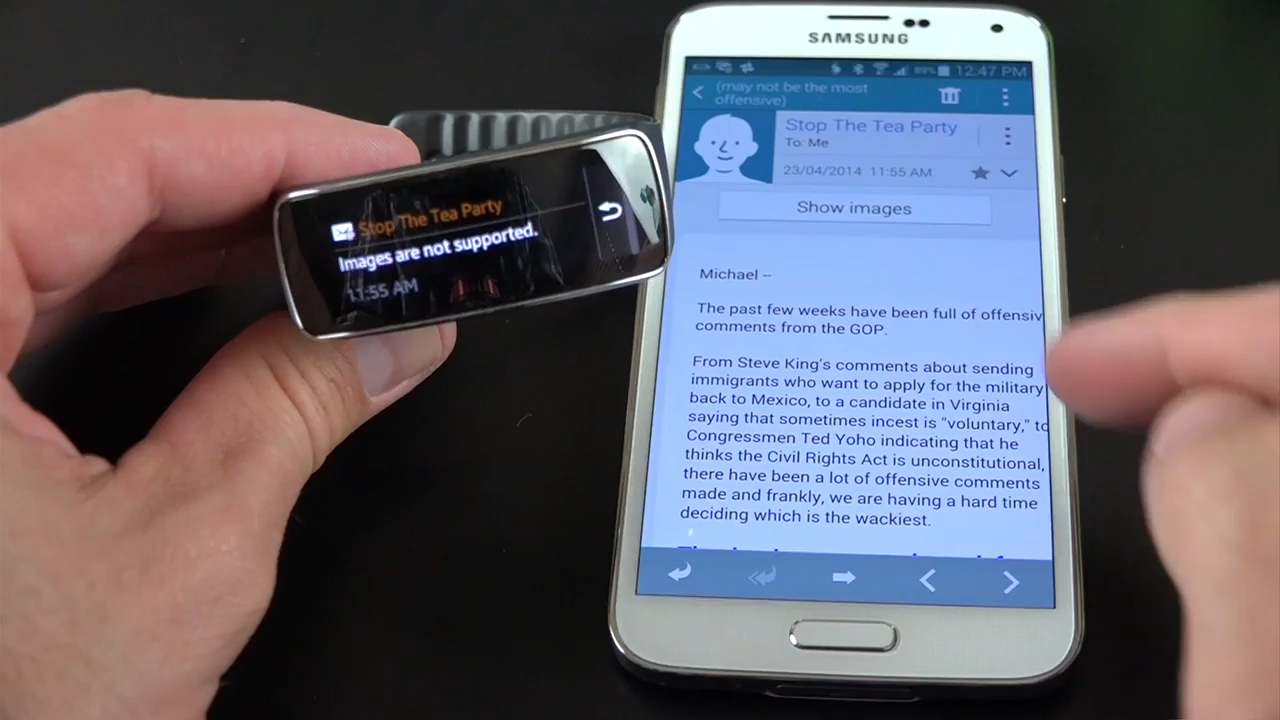 Stop The Tea Party
Images are not supported.
11:55 AM
SAMSUNG
12:47 PM
(may not be the most
offensive)
Stop The Tea Party
To: Me
23/04/2014 11:55 AM
Show images
Michael --
The past few weeks have been full of offensiv
comments from the GOP.
From Steve King's comments about sending
immigrants who want to apply for the military
back to Mexico, to a candidate in Virginia
saying that sometimes incest is "voluntary," to
Congressmen Ted Yoho indicating that he
thinks the Civil Rights Act is unconstitutional,
there have been a lot of offensive comments
made and frankly, we are having a hard time
deciding which is the wackiest.